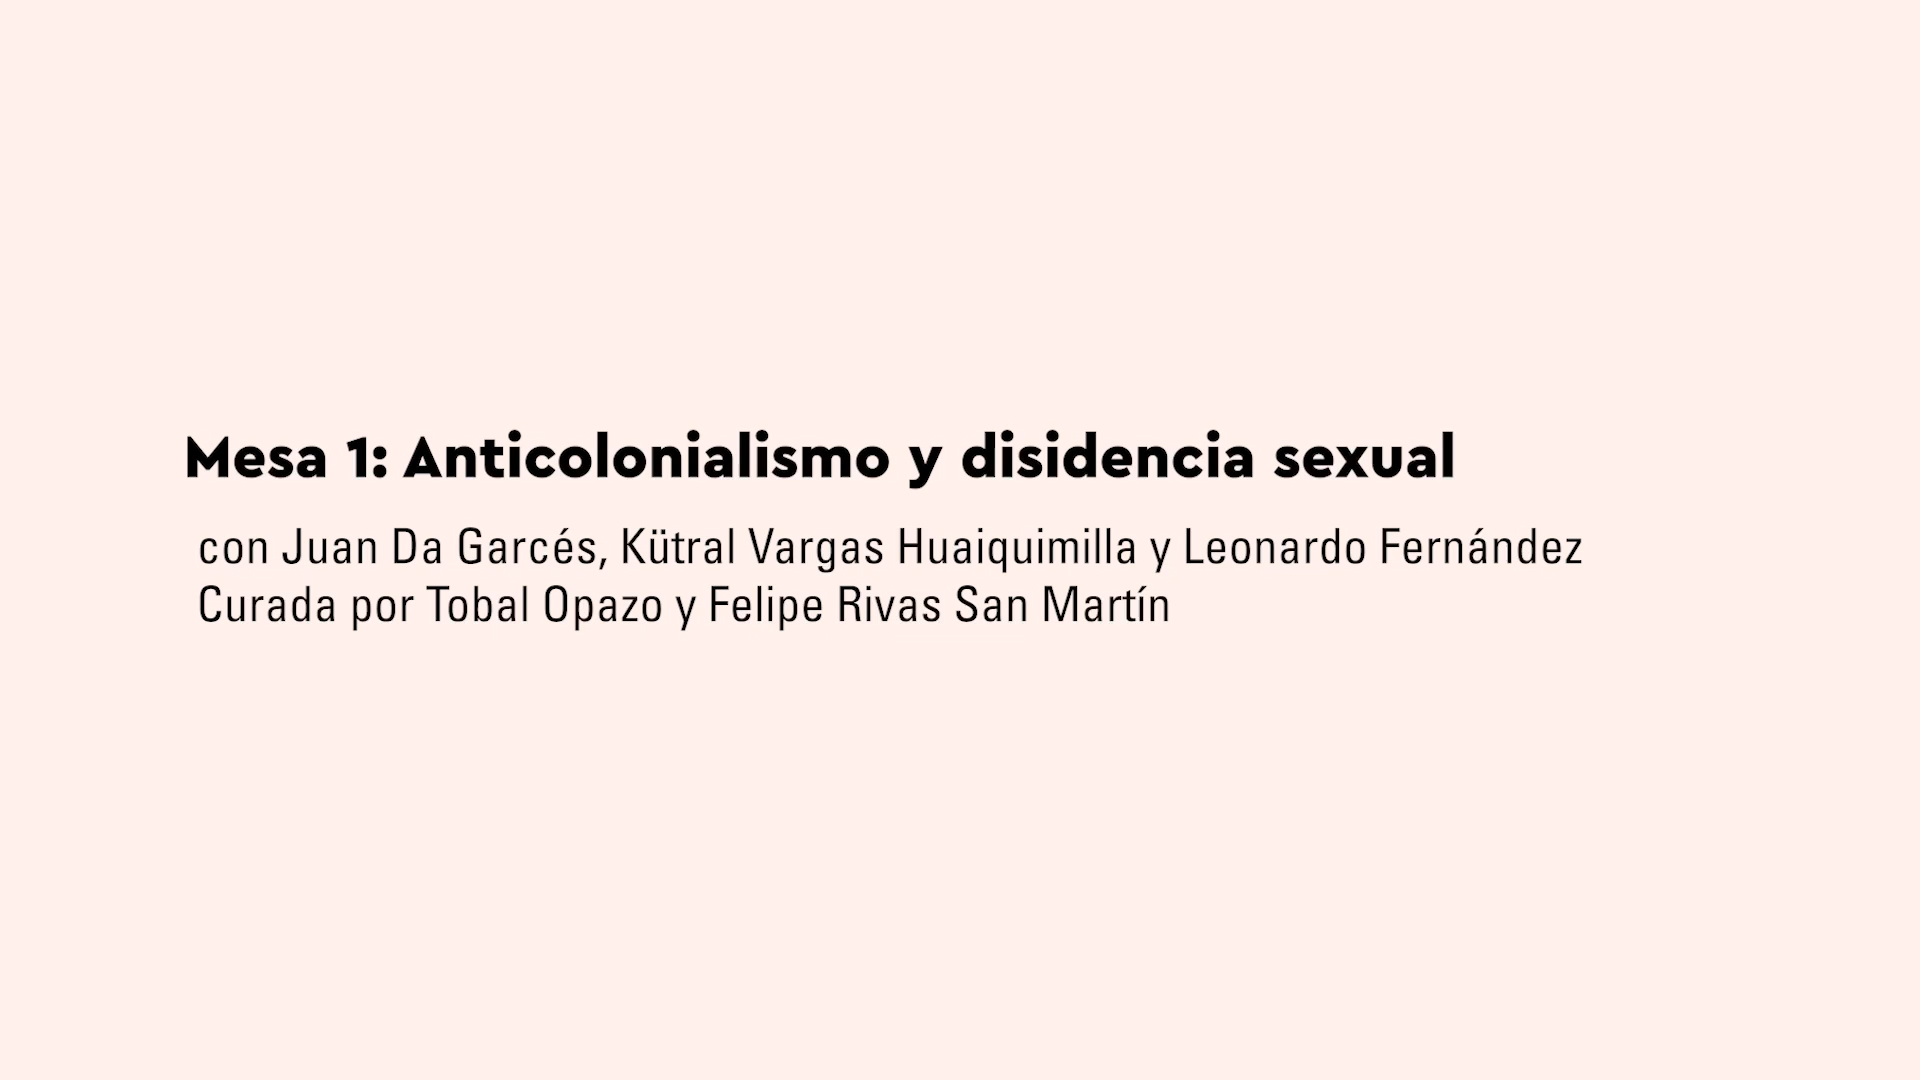 Mesa 1: Anticolonialismo y disidencia sexual
con Juan Da Garcés, Kütral Vargas Huaiquimilla y Leonardo Fernández
Curada por Tobal Opazo y Felipe Rivas San Martín